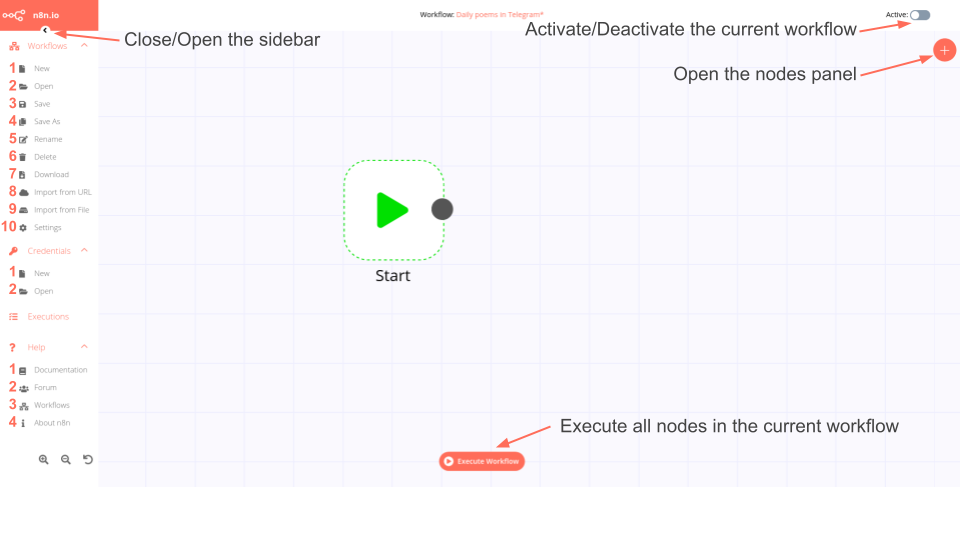 n8n.io
Workflow: Daily poems in Telegram*
Active:
Close/Open the sidebar
Activate/Deactivate the current workflow
Open the nodes panel
Workflows
1 New
2 Open
3 Save
4 Save As
5 Rename
6 Delete
7 Download
8 Import from URL
9 Import from File
10 Settings
Credentials
1 New
2 Open
Executions
? Help
1 Documentation
2 Forum
3 Workflows
4 About n8n
Start
Execute all nodes in the current workflow
Execute Workflow